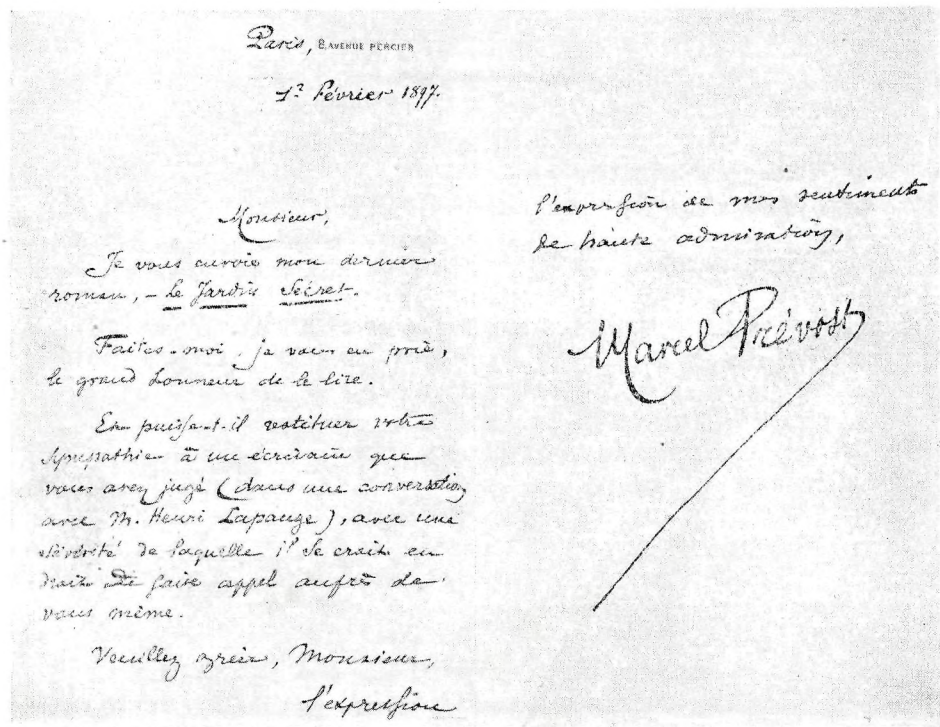 Paris, 8, AVENUE PERCIER
1er Février 1897.
Monsieur,
Je vous envoie mon dernier
roman, – Le Jardin Secret.
Faites-moi, je vous en prie,
le grand honneur de le lire.
puisse-t-il restituer votre
sympathie à un écrivain que
vous avez jugé (dans une conversation
avec M. Henri Lapauze), avec une
sévérité de laquelle il se croit en
droit de faire appel auprès de
vous même.
Veuillez agréer, Monsieur,
l'expression
l'expression de mes sentiments
de haute admiration,
Marcel Prévost